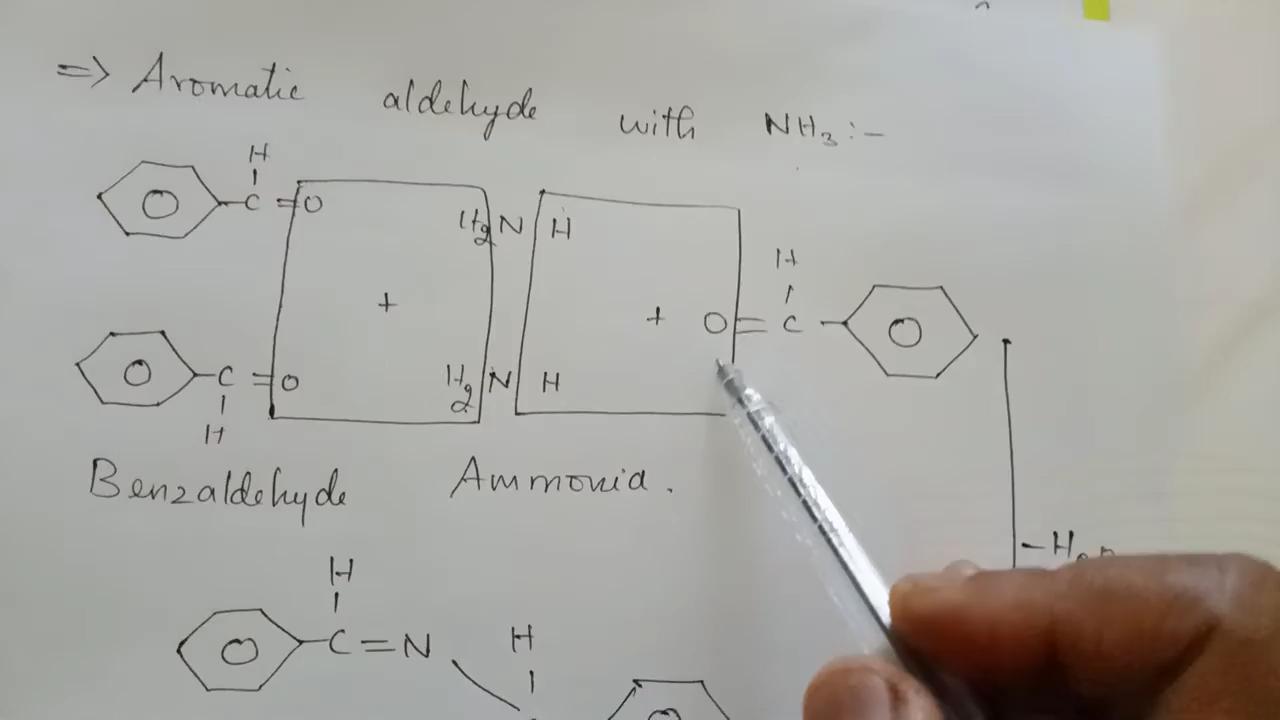 => Aromatic aldehyde with NH3 :-
H
C = O
H2N H
H
+ + O = C
H2N H
C = O
H
Benzaldehyde Ammonia.
H
C = N
H